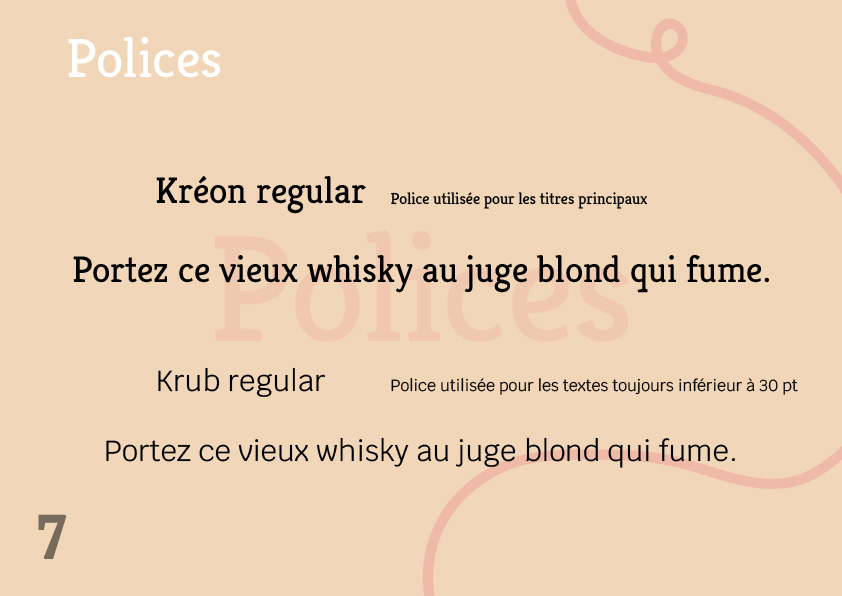 Polices
Kréon regular Police utilisée pour les titres principaux
Polices
Portez ce vieux whisky au juge blond qui fume.
Krub regular Police utilisée pour les textes toujours inférieur à 30 pt
Portez ce vieux whisky au juge blond qui fume.
7